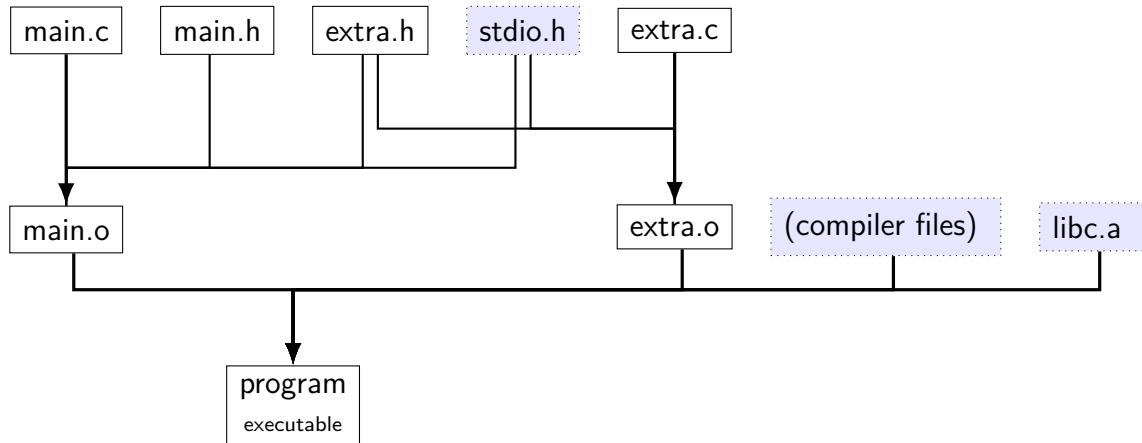 main.c
main.h
extra.h
stdio.h
extra.c
main.o
extra.o
(compiler files)
libc.a
program
executable